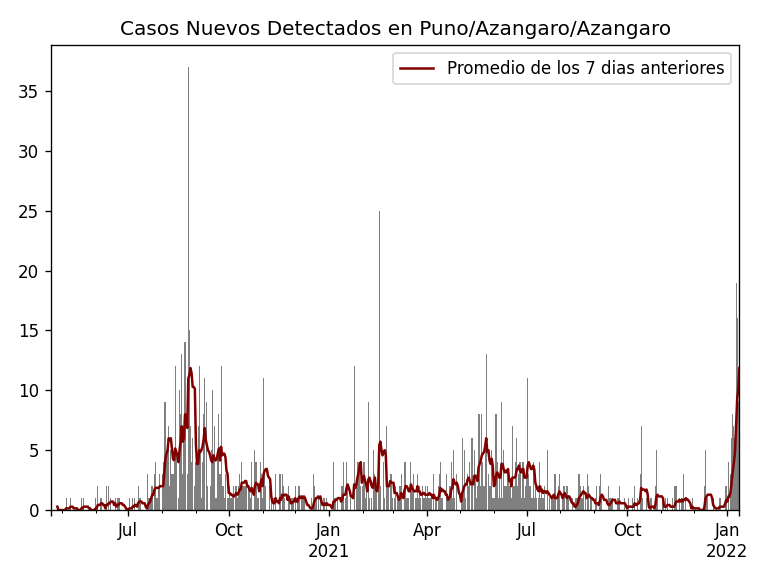 Casos Nuevos Detectados en Puno/Azangaro/Azangaro
Promedio de los 7 dias anteriores
35
30
25
20
15
10
5
0
Jul
Oct
Jan
2021
Apr
Jul
Oct
Jan
2022